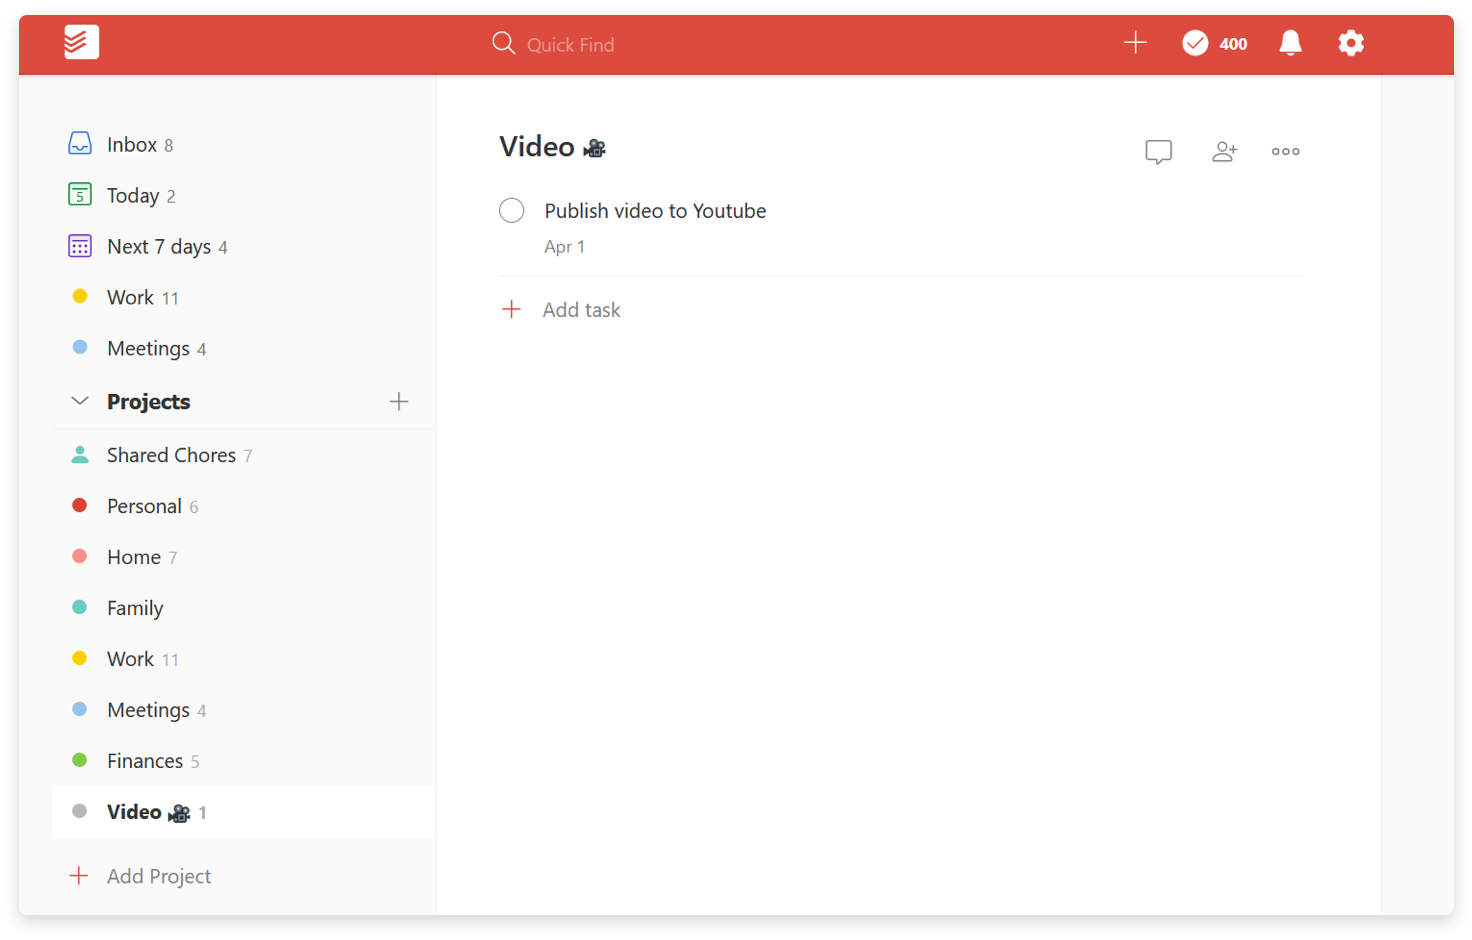 Quick Find
400
Inbox 8
5
Today 2
Next 7 days 4
Work 11
Meetings 4
Projects
Shared Chores 7
Personal 6
Home 7
Family
Work 11
Meetings 4
Finances 5
Video 🎥 1
Add Project
Video 🎥
Publish video to Youtube
Apr 1
Add task